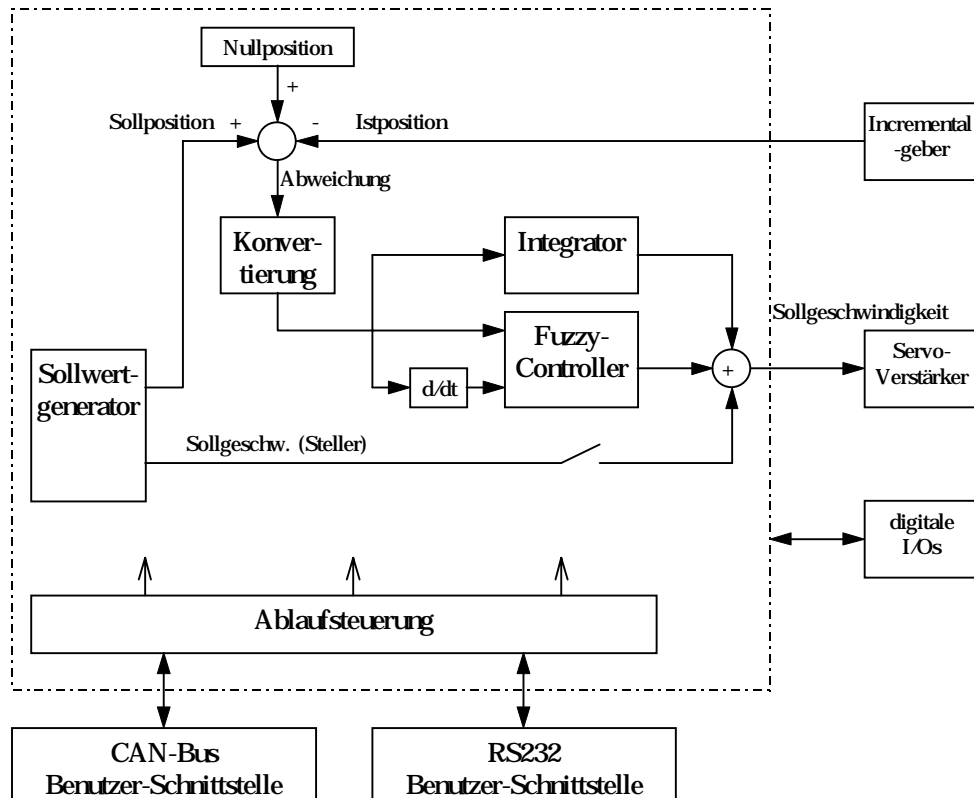 Nullposition
+
Sollposition +
- Istposition
Incremental
-geber
Abweichung
Konver-
tierung
Integrator
Sollgeschwindigkeit
Fuzzy-
Controller
Sollwert-
generator
d/dt
+
Servo-
Verstärker
Sollgeschw. (Steller)
digitale
I/Os
Ablaufsteuerung
CAN-Bus
Benutzer-Schnittstelle
RS232
Benutzer-Schnittstelle